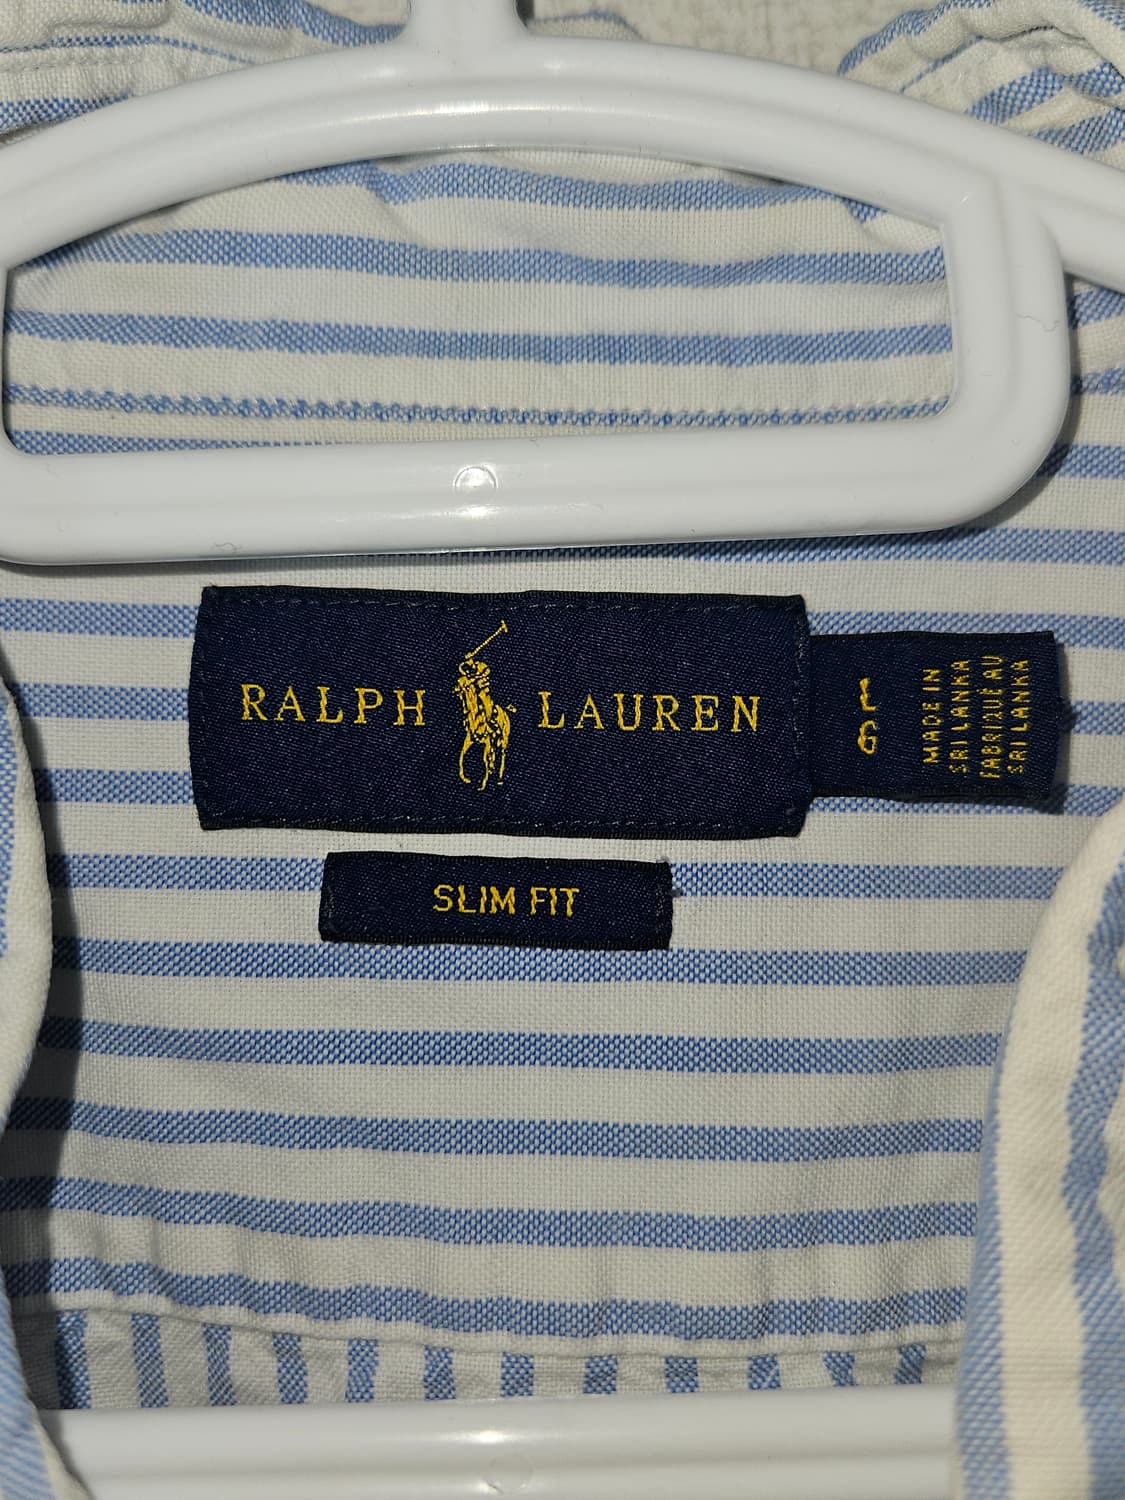 RALPH LAUREN
L
G
MADE IN
SRI LANKA
FABRIQUÉ AU
SRI LANKA
SLIM FIT